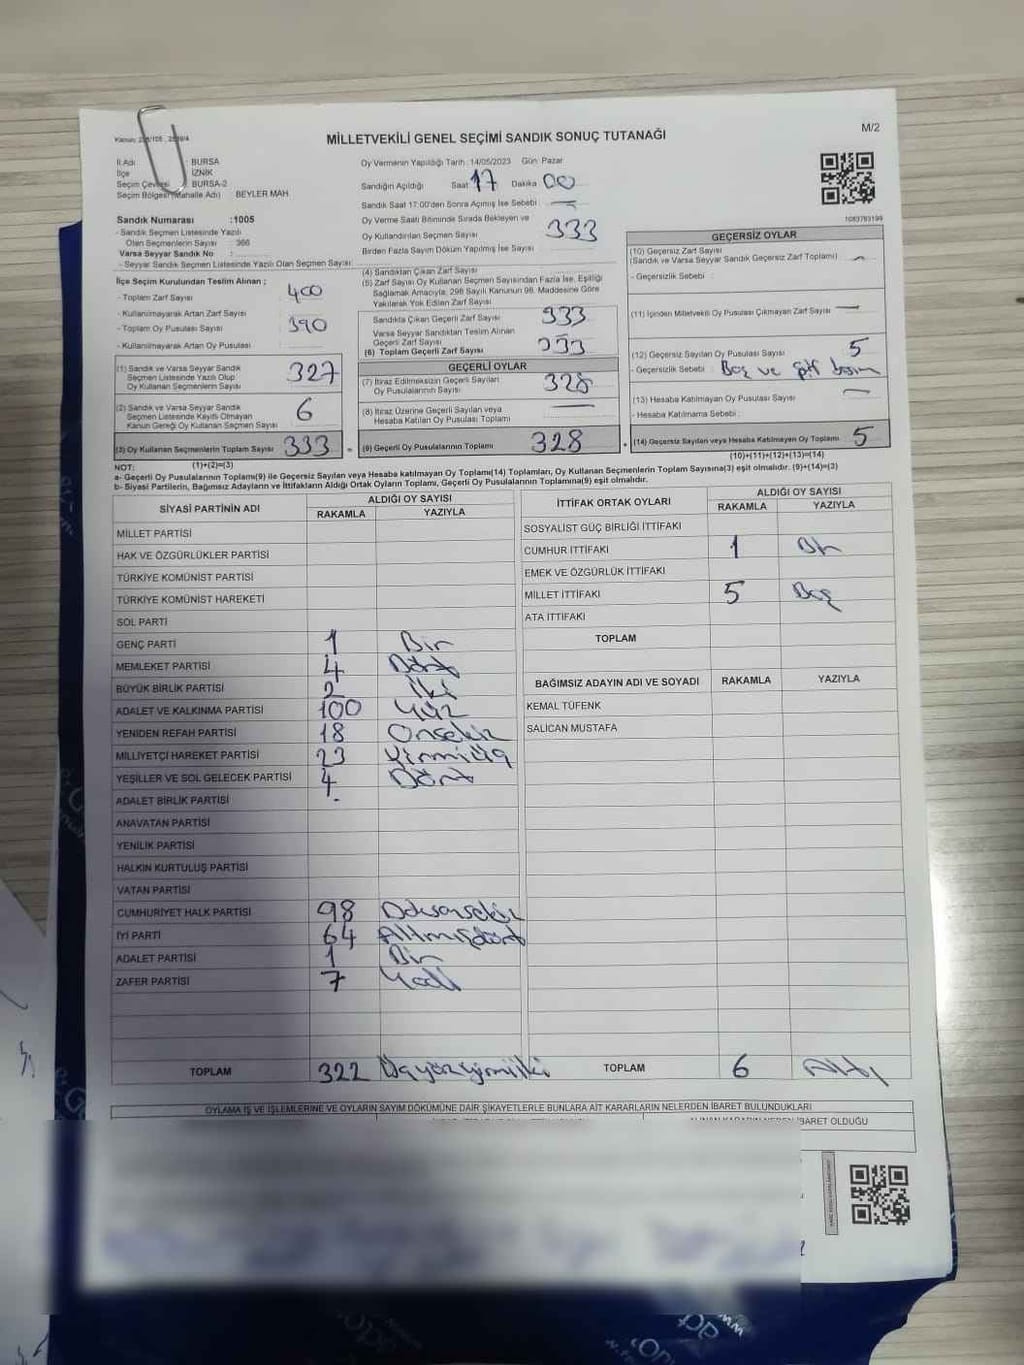 Kanun: 298/105
MİLLETVEKİLİ GENEL SEÇİMİ SANDIK SONUÇ TUTANAĞI
M/2
İl Adı : BURSA
İlçe : İZNİK
Seçim Çevresi : BURSA-2
Seçim Bölgesi (Mahalle Adı) : BEYLER MAH.
Oy Vermenin Yapıldığı Tarih :14/05/2023 Gün: Pazar
Sandığın Açıldığı Saat 17 Dakika 00
Sandık Saat 17:00'den Sonra Açılmış İse Sebebi :
Oy Verme Saati Bitiminde Sırada Bekleyen ve
Oy Kullandırılan Seçmen Sayısı 333
Birden Fazla Sayım Döküm Yapılmış İse Sayısı :
1083783199
Sandık Numarası :1005
- Sandık Seçmen Listesinde Yazılı
Olan Seçmenlerin Sayısı : 366
Varsa Seyyar Sandık No :
- Seyyar Sandık Seçmen Listesinde Yazılı Olan Seçmen Sayısı
İlçe Seçim Kurulundan Teslim Alınan ;
- Toplam Zarf Sayısı : 400
- Kullanılmayarak Artan Zarf Sayısı :
- Toplam Oy Pusulası Sayısı : 390
- Kullanılmayarak Artan Oy Pusulası :
(1) Sandık ve Varsa Seyyar Sandık
Seçmen Listesinde Yazılı Olup
Oy Kullanan Seçmenlerin Sayısı 327
(2) Sandık ve Varsa Seyyar Sandık
Seçmen Listesinde Kayıtlı Olmayan
Kanun Gereği Oy Kullanan Seçmen Sayısı 6
(3) Oy Kullanan Seçmenlerin Toplam Sayısı 333
(1)+(2)=(3)
(4) Sandıktan Çıkan Zarf Sayısı
(5) Zarf Sayısı Oy Kullanan Seçmen Sayısından Fazla İse, Eşitliği
Sağlamak Amacıyla, 298 Sayılı Kanunun 98. Maddesine Göre
Yakılarak Yok Edilen Zarf Sayısı
Sandıkta Çıkan Geçerli Zarf Sayısı 333
Varsa Seyyar Sandıktan Teslim Alınan
Geçerli Zarf Sayısı
(6) Toplam Geçerli Zarf Sayısı 333
GEÇERLİ OYLAR
(7) İtiraz Edilmeksizin Geçerli Sayılan
Oy Pusulalarının Sayısı 328
(8) İtiraz Üzerine Geçerli Sayılan veya
Hesaba Katılan Oy Pusulası Toplamı
= (9) Geçerli Oy Pusulalarının Toplamı 328
GEÇERSİZ OYLAR
(10) Geçersiz Zarf Sayısı
(Sandık ve Varsa Seyyar Sandık Geçersiz Zarf Toplamı)
- Geçersizlik Sebebi :
(11) İçinden Milletvekili Oy Pusulası Çıkmayan Zarf Sayısı
(12) Geçersiz Sayılan Oy Pusulası Sayısı 5
- Geçersizlik Sebebi : Boş ve çift basım
(13) Hesaba Katılmayan Oy Pusulası Sayısı
- Hesaba Katılmama Sebebi :
+ (14) Geçersiz Sayılan veya Hesaba Katılmayan Oy Toplamı 5
(10)+(11)+(12)+(13)=(14)
NOT:
a- Geçerli Oy Pusulalarının Toplamı(9) ile Geçersiz Sayılan veya Hesaba katılmayan Oy Toplamı(14) Toplamları, Oy Kullanan Seçmenlerin Toplam Sayısına(3) eşit olmalıdır. (9)+(14)=(3)
b- Siyasi Partilerin, Bağımsız Adayların ve İttifakların Aldığı Ortak Oyların Toplamı, Geçerli Oy Pusulalarının Toplamına(9) eşit olmalıdır.
SİYASİ PARTİNİN ADI
ALDIĞI OY SAYISI
RAKAMLA YAZIYLA
MİLLET PARTİSİ
HAK VE ÖZGÜRLÜKLER PARTİSİ
TÜRKİYE KOMÜNİST PARTİSİ
TÜRKİYE KOMÜNİST HAREKETİ
SOL PARTİ
GENÇ PARTİ 1 Bir
MEMLEKET PARTİSİ 4 Dört
BÜYÜK BİRLİK PARTİSİ 2 İki
ADALET VE KALKINMA PARTİSİ 100 Yüz
YENİDEN REFAH PARTİSİ 18 Onsekiz
MİLLİYETÇİ HAREKET PARTİSİ 23 Yirmiüç
YEŞİLLER VE SOL GELECEK PARTİSİ 4 Dört
ADALET BİRLİK PARTİSİ
ANAVATAN PARTİSİ
YENİLİK PARTİSİ
HALKIN KURTULUŞ PARTİSİ
VATAN PARTİSİ
CUMHURİYET HALK PARTİSİ 98 Doksansekiz
İYİ PARTİ 64 Altmışdört
ADALET PARTİSİ 1 Bir
ZAFER PARTİSİ 7 Yedi
TOPLAM 322 Üçyüzyirmiiki
İTTİFAK ORTAK OYLARI
ALDIĞI OY SAYISI
RAKAMLA YAZIYLA
SOSYALİST GÜÇ BİRLİĞİ İTTİFAKI
CUMHUR İTTİFAKI 1 Bir
EMEK VE ÖZGÜRLÜK İTTİFAKI
MİLLET İTTİFAKI 5 Beş
ATA İTTİFAKI
TOPLAM
BAĞIMSIZ ADAYIN ADI VE SOYADI RAKAMLA YAZIYLA
KEMAL TÜFENK
SALİCAN MUSTAFA
TOPLAM 6 Altı
OYLAMA İŞ VE İŞLEMLERİNE VE OYLARIN SAYIM DÖKÜMÜNE DAİR ŞİKAYETLERLE BUNLARA AİT KARARLARIN NELERDEN İBARET BULUNDUKLARI
İBARET OLDUĞU